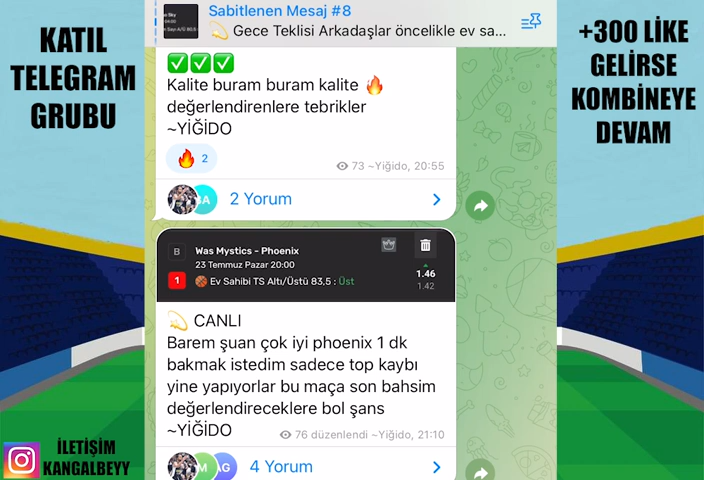 KATIL
TELEGRAM
GRUBU
Sabitlenen Mesaj #8
💫 Gece Teklisi Arkadaşlar öncelikle ev sa...
+300 LIKE
GELİRSE
KOMBİNEYE
DEVAM
✅✅✅
Kalite buram buram kalite 🔥
değerlendirenlere tebrikler
~YİĞİDO
🔥 2
73 ~Yiğido, 20:55
2 Yorum
B
Was Mystics - Phoenix
23 Temmuz Pazar 20:00
1
🏀 Ev Sahibi TS Altı/Üstü 83,5 : Üst
1.46
1.42
💫 CANLI
Barem şuan çok iyi phoenix 1 dk
bakmak istedim sadece top kaybı
yine yapıyorlar bu maça son bahsim
değerlendireceklere bol şans
~YİĞİDO
76 düzenlendi ~Yiğido, 21:10
M
AG
4 Yorum
İLETİŞİM
KANGALBEYY